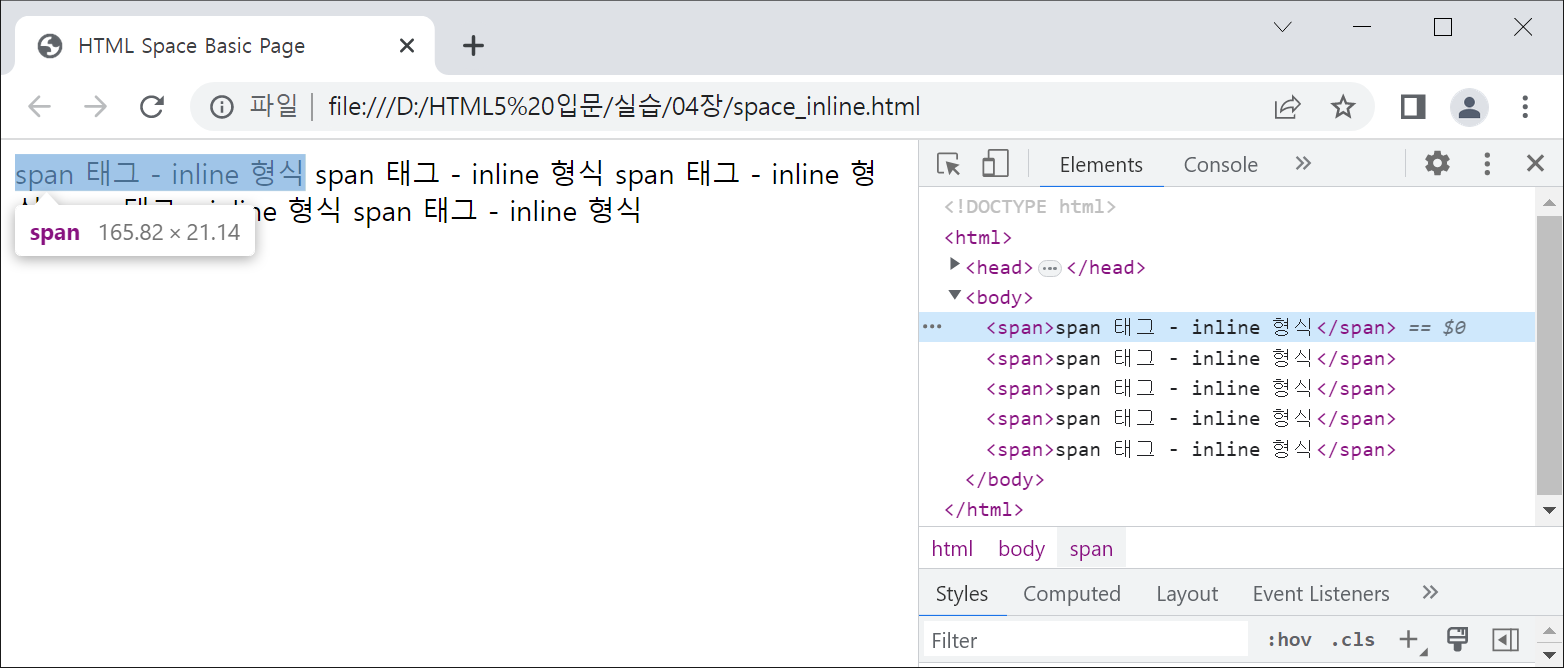 HTML Space Basic Page
파일 file:///D:/HTML5%20입문/실습/04장/space_inline.html
span 태그 - inline 형식 span 태그 - inline 형식 span 태그 - inline 형
태그 - inline 형식 span 태그 - inline 형식
span 165.82 × 21.14
Elements Console
<!DOCTYPE html>
<html>
<head>…</head>
<body>
<span>span 태그 - inline 형식</span> == $0
<span>span 태그 - inline 형식</span>
<span>span 태그 - inline 형식</span>
<span>span 태그 - inline 형식</span>
<span>span 태그 - inline 형식</span>
</body>
</html>
html body span
Styles Computed Layout Event Listeners
Filter :hov .cls